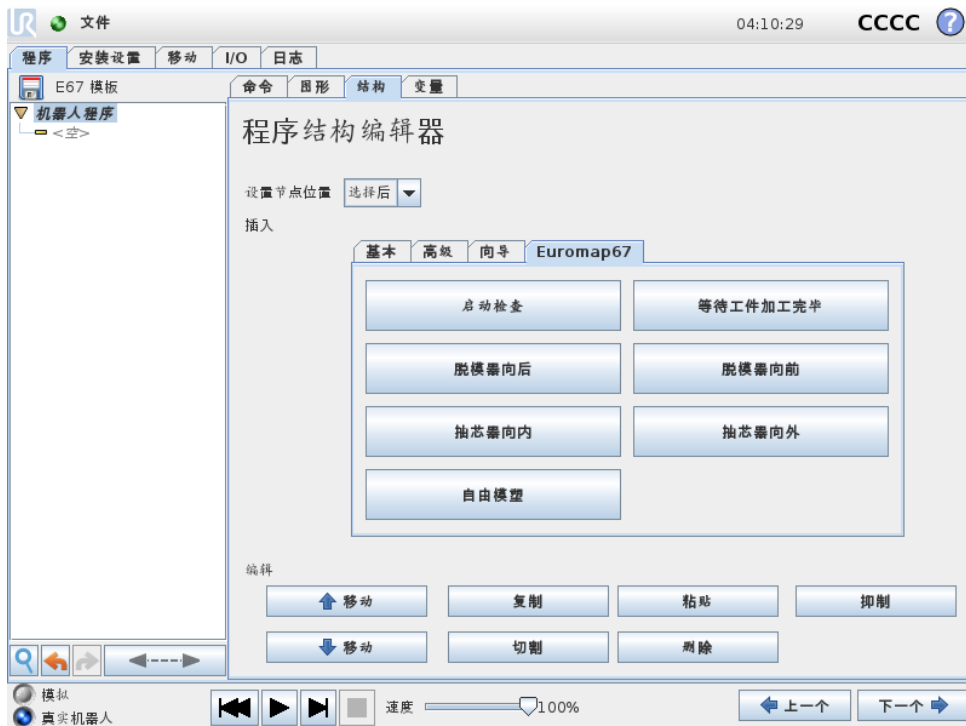 UR 文件 04:10:29 CCCC ?
程序 安装设置 移动 I/O 日志
E67 模板 命令 图形 结构 变量
机器人程序
<空>
程序结构编辑器
设置节点位置 选择后
插入
基本 高级 向导 Euromap67
启动检查 等待工件加工完毕
脱模器向后 脱模器向前
抽芯器向内 抽芯器向外
自由模塑
编辑
移动 复制 粘贴 抑制
移动 切割 删除
模拟
真实机器人
速度 100% 上一个 下一个